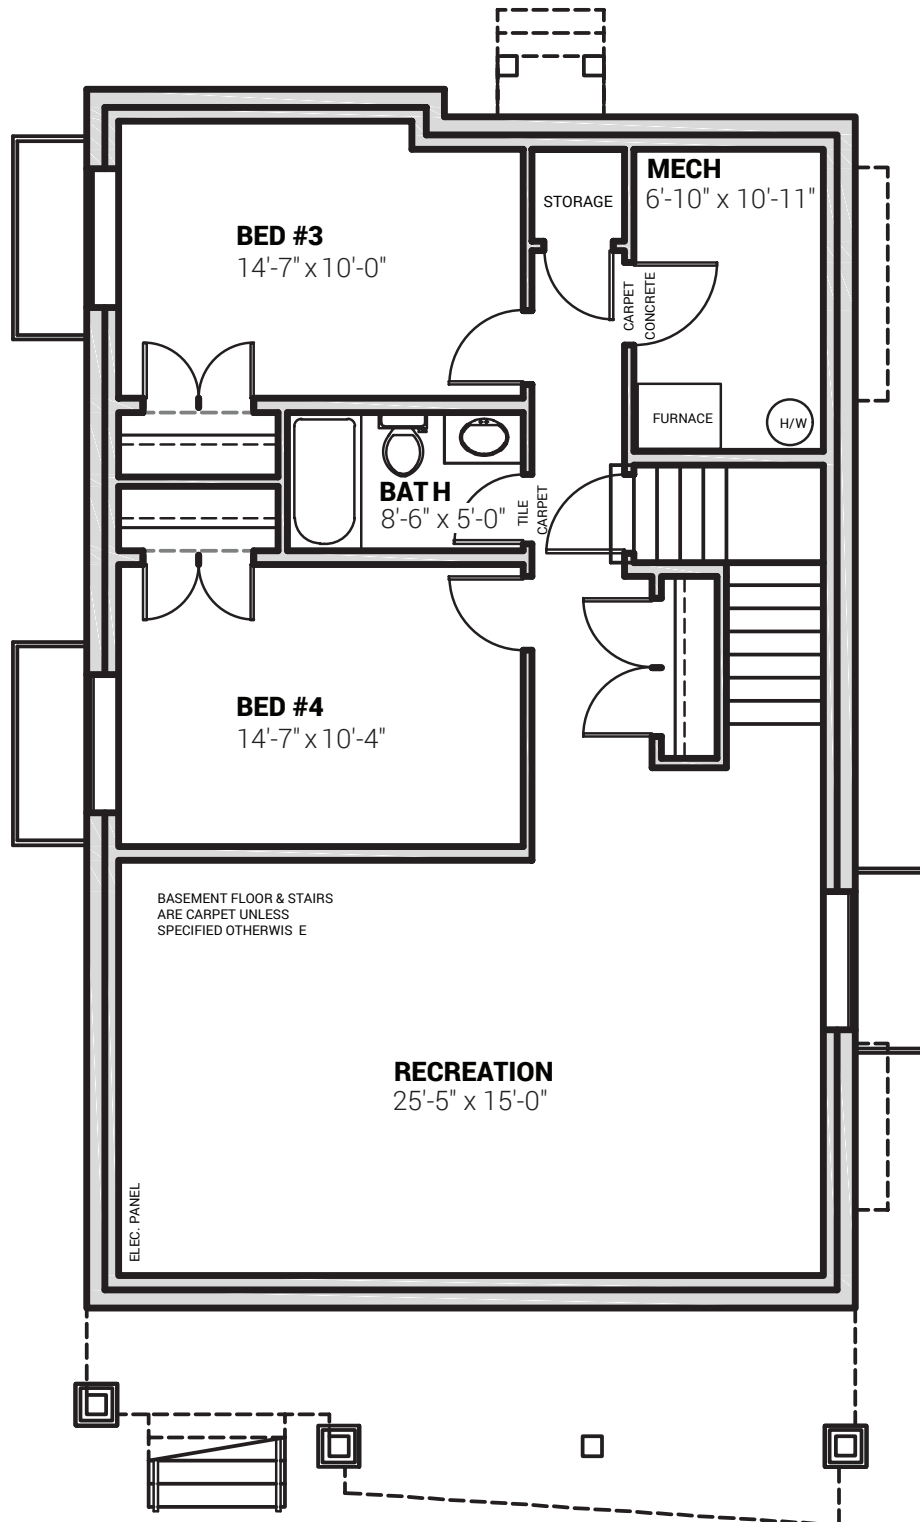 MECH
6'-10" x 10'-11"
STORAGE
BED #3
14'-7" x 10'-0"
CARPET
CONCRETE
FURNACE
H/W
BATH
8'-6" x 5'-0"
TILE
CARPET
BED #4
14'-7" x 10'-4"
BASEMENT FLOOR & STAIRS
ARE CARPET UNLESS
SPECIFIED OTHERWIS E
RECREATION
25'-5" x 15'-0"
ELEC. PANEL